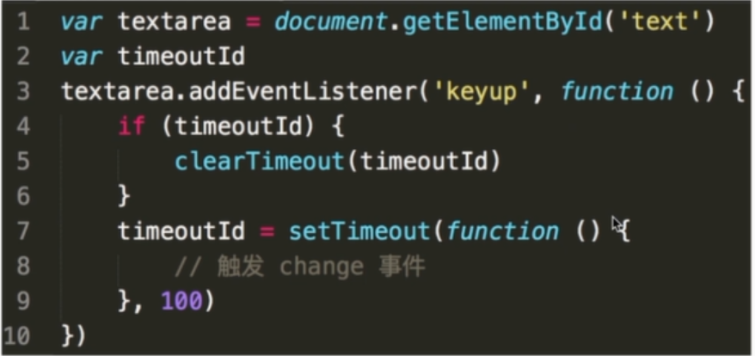 1 var textarea = document.getElementById('text')
2 var timeoutId
3 textarea.addEventListener('keyup', function () {
4     if (timeoutId) {
5         clearTimeout(timeoutId)
6     }
7     timeoutId = setTimeout(function () {
8         // 触发 change 事件
9     }, 100)
10 })